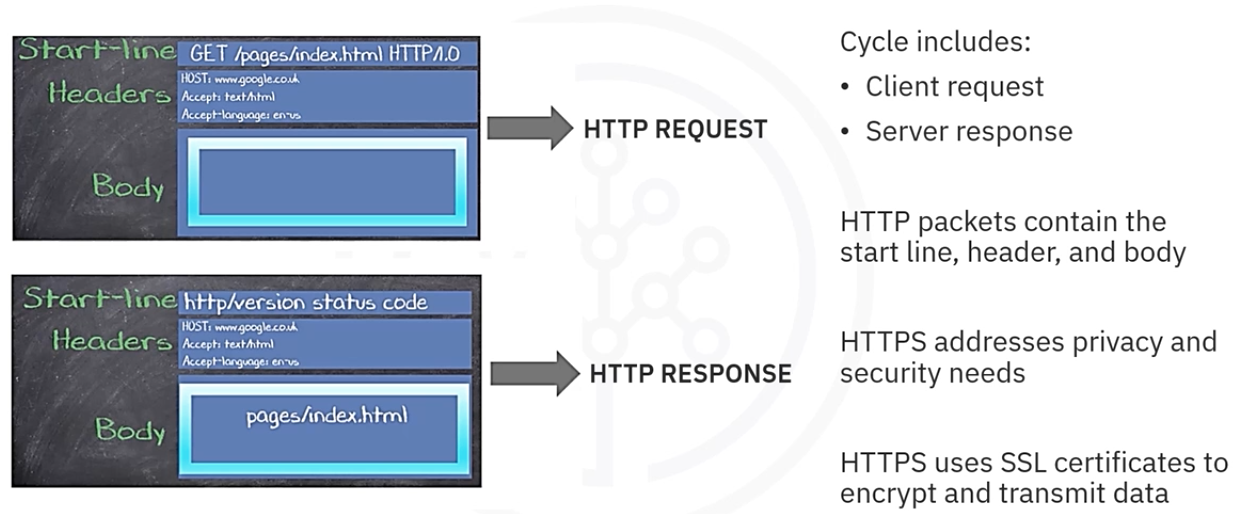 Start-line GET /pages/index.html HTTP/1.0
Headers
HOST: www.google.co.uk
Accept: text/html
Accept-language: en-us
Body
HTTP REQUEST
Start-line http/version status code
Headers
HOST: www.google.co.uk
Accept: text/html
Accept-language: en-us
Body
pages/index.html
HTTP RESPONSE
Cycle includes:
• Client request
• Server response
HTTP packets contain the
start line, header, and body
HTTPS addresses privacy and
security needs
HTTPS uses SSL certificates to
encrypt and transmit data